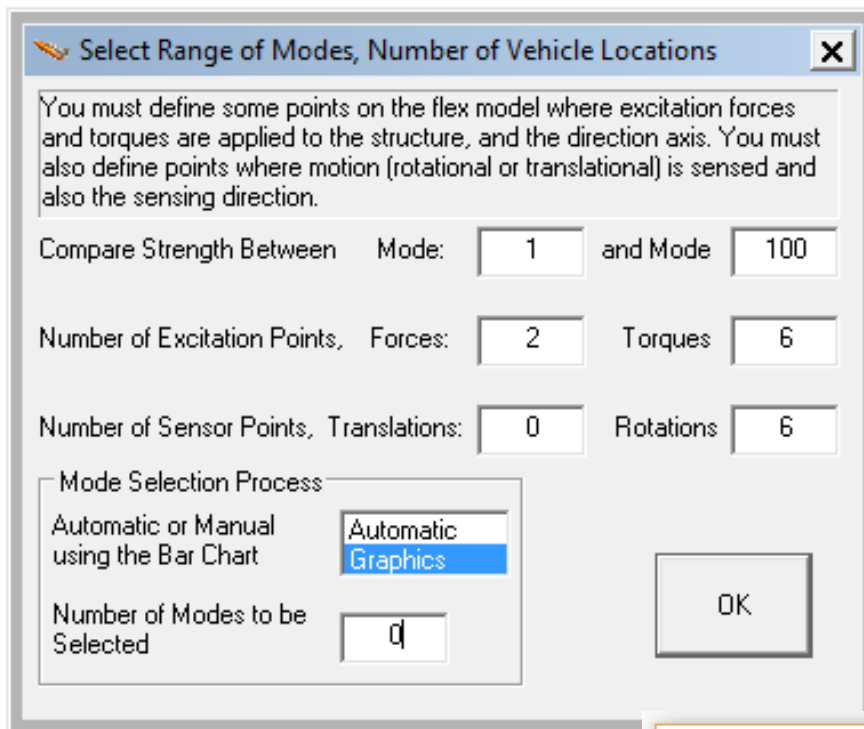 Select Range of Modes, Number of Vehicle Locations
You must define some points on the flex model where excitation forces
and torques are applied to the structure, and the direction axis. You must
also define points where motion (rotational or translational) is sensed and
also the sensing direction.
Compare Strength Between Mode: 1 and Mode 100
Number of Excitation Points, Forces: 2 Torques 6
Number of Sensor Points, Translations: 0 Rotations 6
Mode Selection Process
Automatic or Manual
using the Bar Chart
Automatic
Graphics
Number of Modes to be
Selected
0
OK